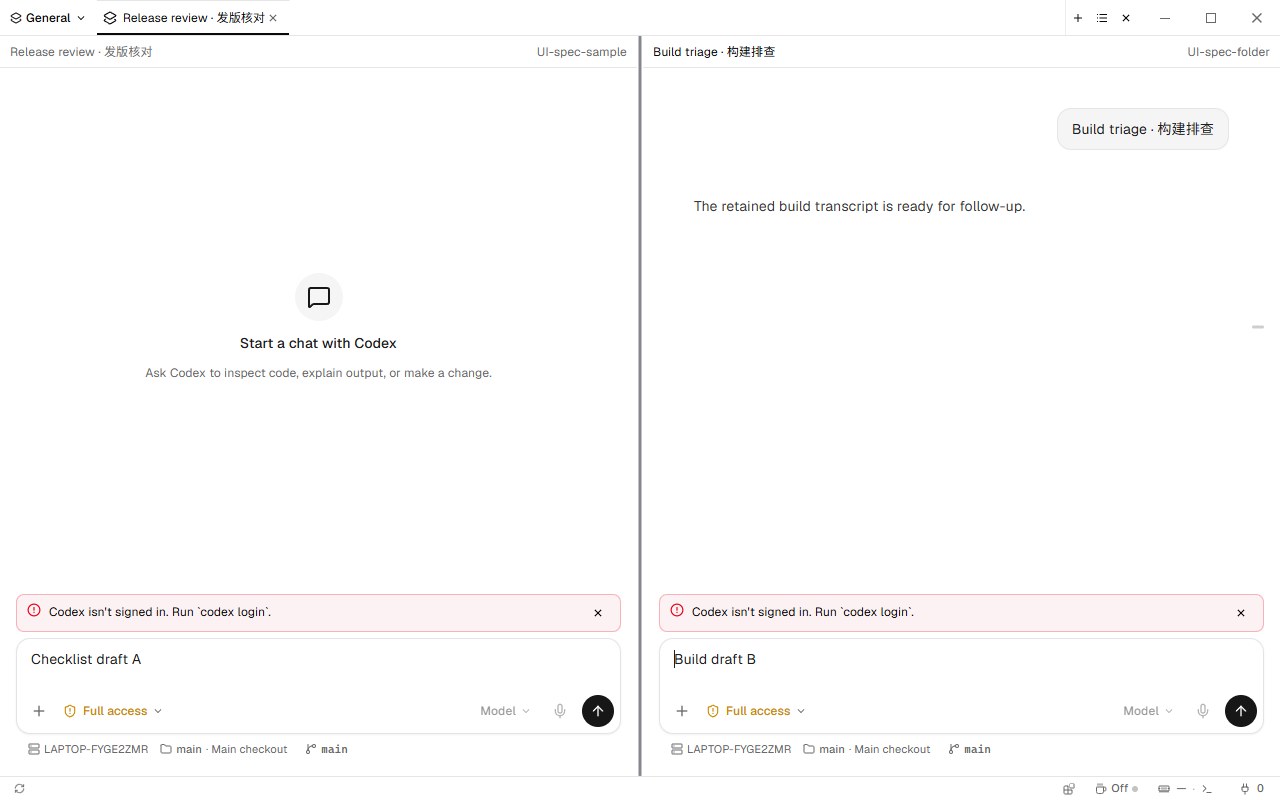 General
Release review · 发版核对
Release review · 发版核对
UI-spec-sample
Start a chat with Codex
Ask Codex to inspect code, explain output, or make a change.
Codex isn't signed in. Run `codex login`.
Checklist draft A
Full access
Model
LAPTOP-FYGE2ZMR
main · Main checkout
main
Build triage · 构建排查
UI-spec-folder
Build triage · 构建排查
The retained build transcript is ready for follow-up.
Codex isn't signed in. Run `codex login`.
Build draft B
Full access
Model
LAPTOP-FYGE2ZMR
main · Main checkout
main
Off
— ·
0